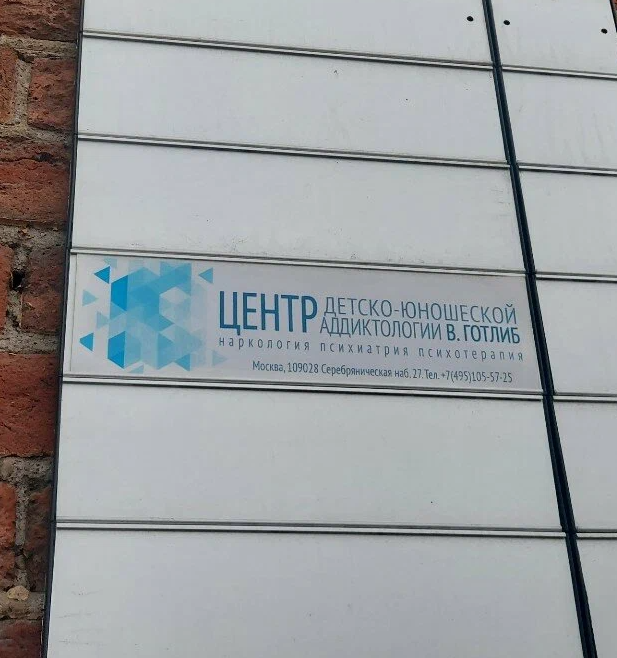 ЦЕНТР ДЕТСКО-ЮНОШЕСКОЙ
АДДИКТОЛОГИИ В. ГОТЛИБ
наркология психиатрия психотерапия
Москва, 109028 Серебряническая наб. 27. Тел. +7(495)105-57-25